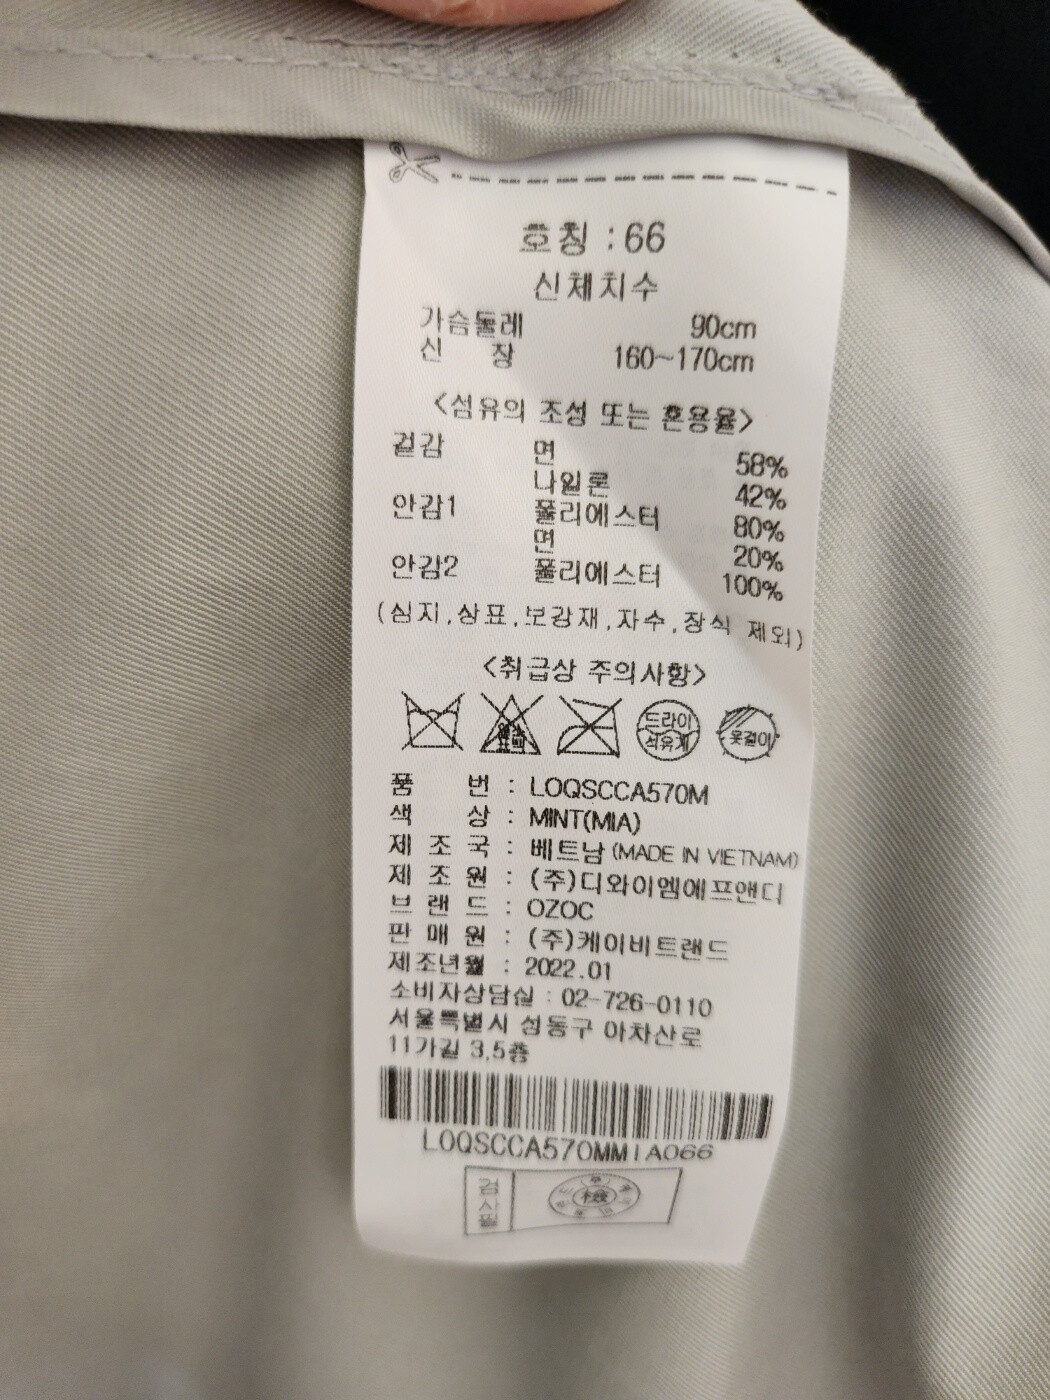 호칭 : 66
신체치수
가슴둘레 90cm
신 장 160~170cm
<섬유의 조성 또는 혼용율>
겉감 면 58%
나일론 42%
안감1 폴리에스터 80%
면 20%
안감2 폴리에스터 100%
(심지,상표,보강재,자수,장식 제외)
<취급상 주의사항>
드라이
석유계
옷걸이
품 번 : LOQSCCA570M
색 상 : MINT(MIA)
제 조 국 : 베트남 (MADE IN VIETNAM)
제 조 원 : (주)디와이엠에프앤디
브 랜 드 : OZOC
판 매 원 : (주)케이비트랜드
제조년월 : 2022.01
소비자상담실 : 02-726-0110
서울특별시 성동구 아차산로
11가길 3,5층
LOQSCCA570MMIA066
검사필